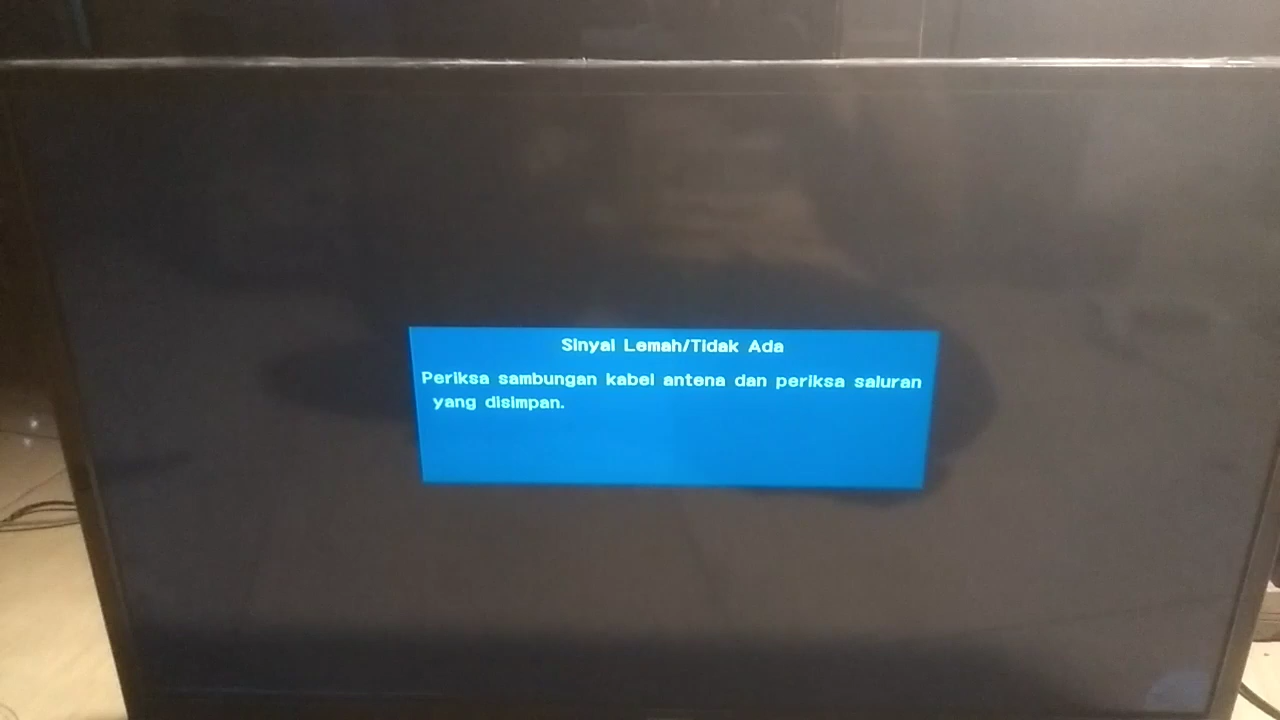 Sinyal Lemah/Tidak Ada
Periksa sambungan kabel antena dan periksa saluran
yang disimpan.